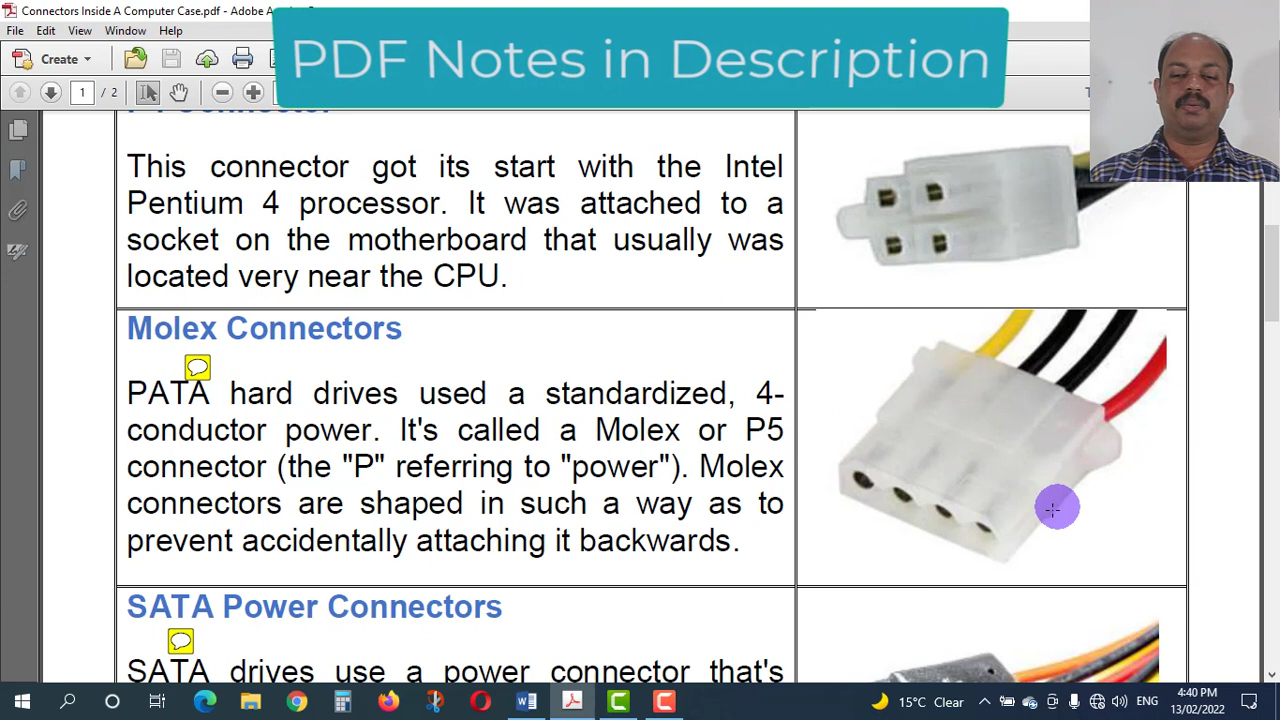 Connectors Inside A Computer Case.pdf - Adobe A
File Edit View Window Help
PDF Notes in Description
Create
1 / 2
This connector got its start with the Intel
Pentium 4 processor. It was attached to a
socket on the motherboard that usually was
located very near the CPU.
Molex Connectors
PATA hard drives used a standardized, 4-
conductor power. It's called a Molex or P5
connector (the "P" referring to "power"). Molex
connectors are shaped in such a way as to
prevent accidentally attaching it backwards.
SATA Power Connectors
SATA drives use a power connector that's
15°C Clear
ENG
4:40 PM
13/02/2022